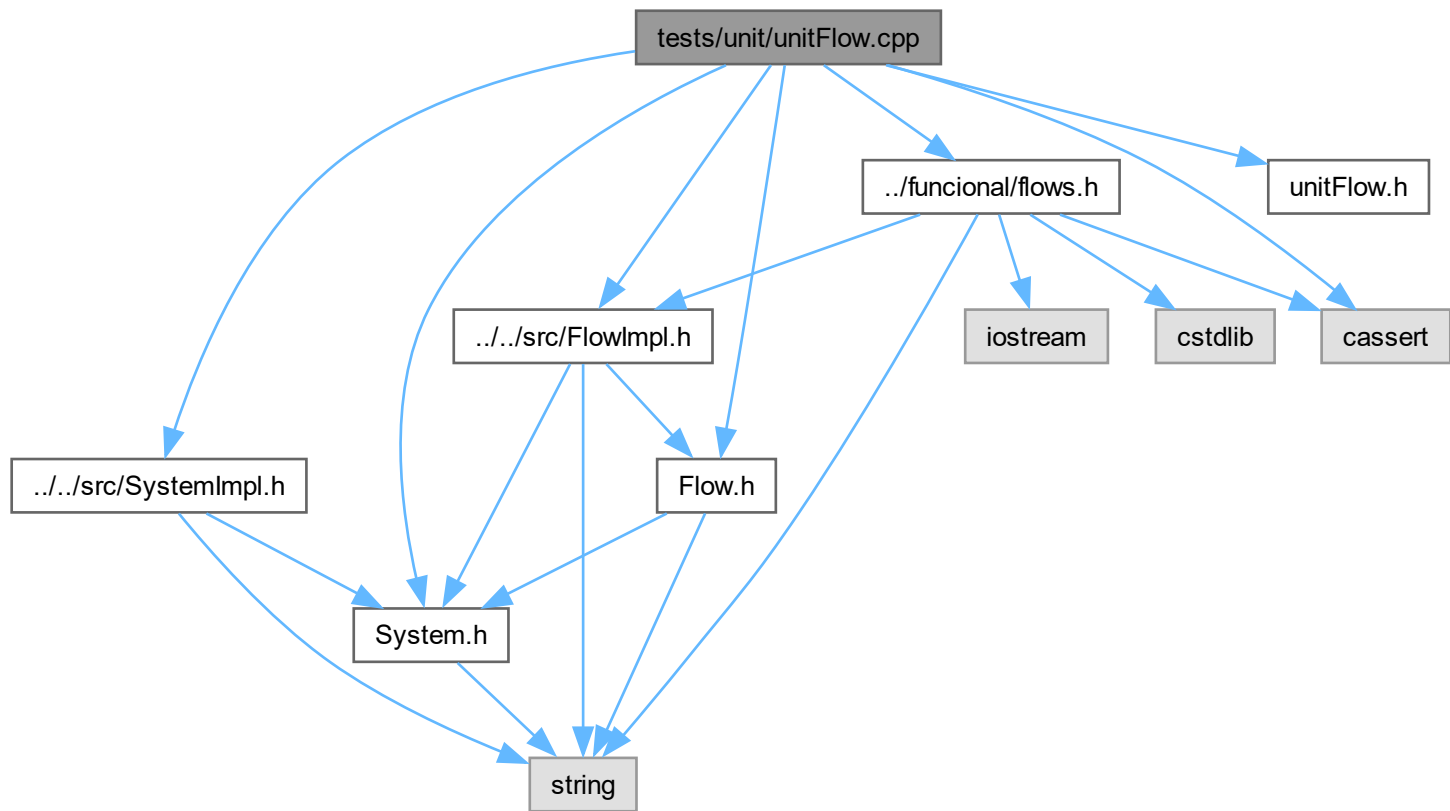 tests/unit/unitFlow.cpp
../funcional/flows.h
unitFlow.h
../../src/FlowImpl.h
iostream
cstdlib
cassert
../../src/SystemImpl.h
Flow.h
System.h
string